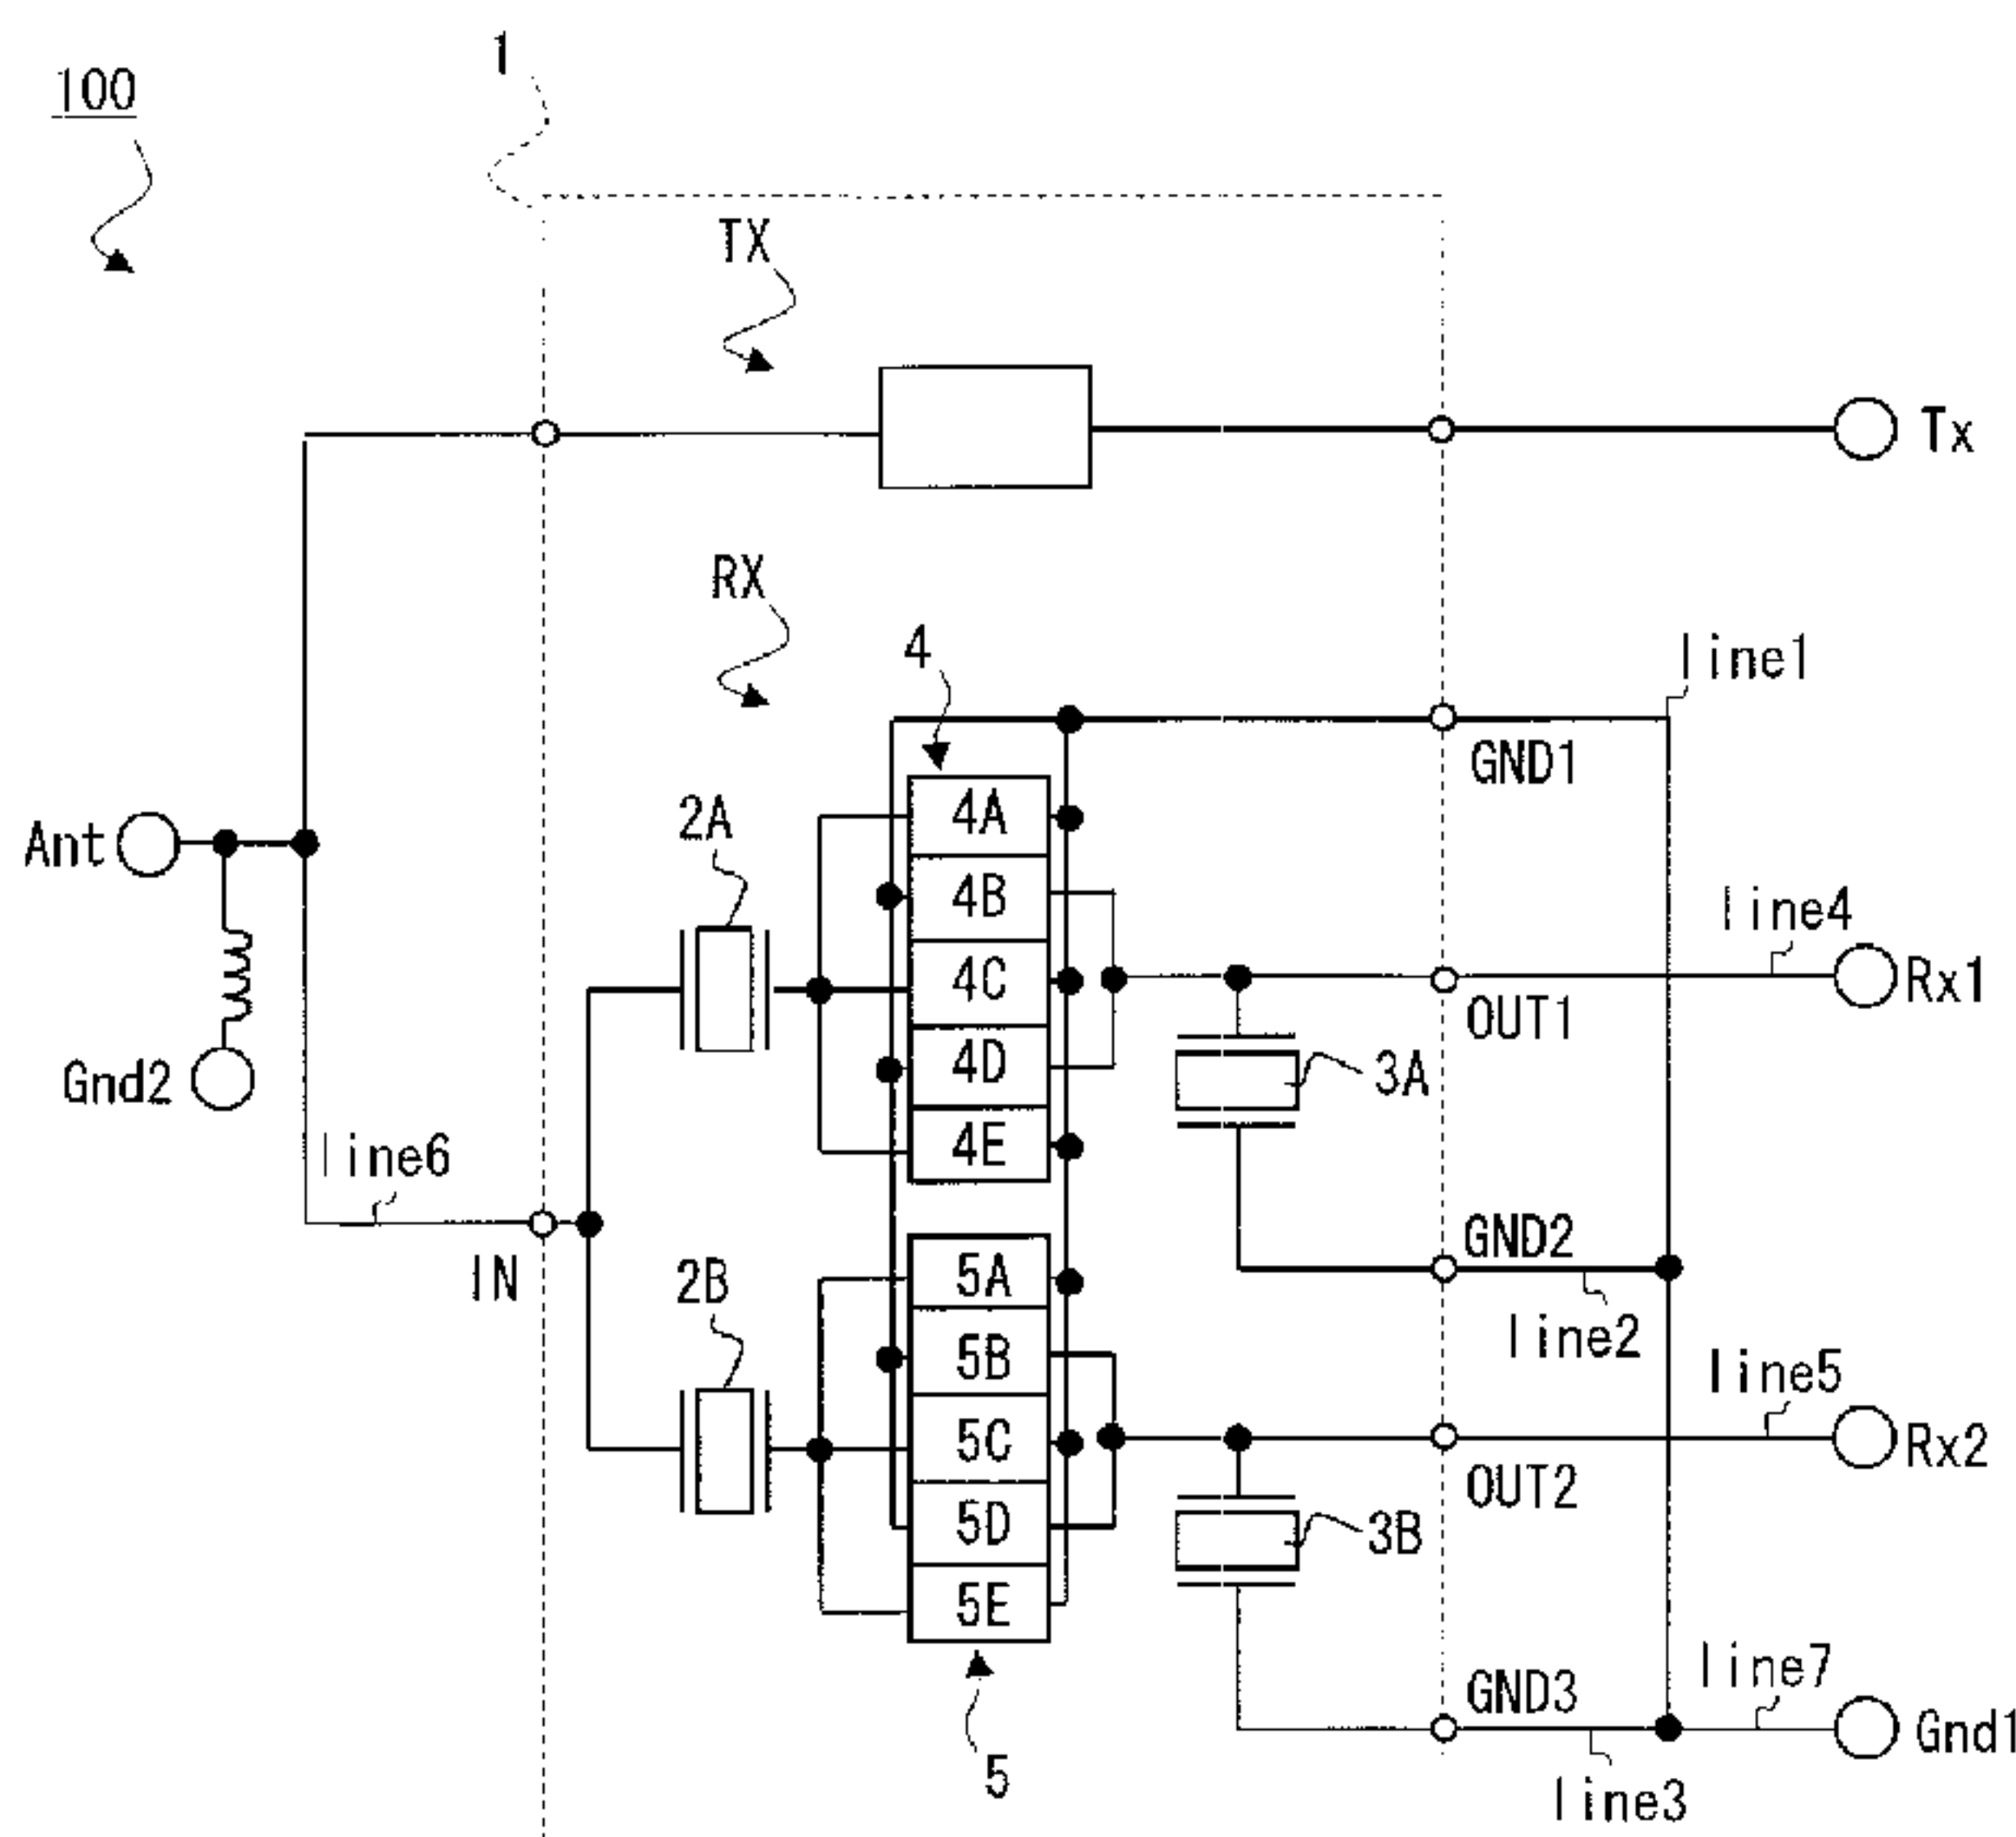 100
1
TX
Tx
RX
4
line1
GND1
4A
2A
Ant
4B
line4
4C
Rx1
OUT1
4D
3A
Gnd2
4E
line6
GND2
IN
2B
5A
line2
5B
line5
5C
Rx2
OUT2
5D
3B
5E
GND3
line7
Gnd1
5
line3